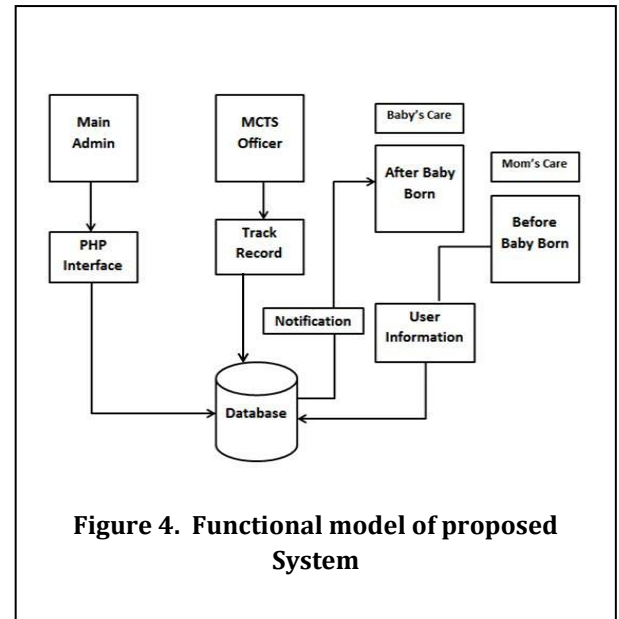 Main
Admin
MCTS
Officer
Baby's Care
After Baby
Born
Mom's Care
Before
Baby Born
PHP
Interface
Track
Record
Notification
User
Information
Database
Figure 4. Functional model of proposed
System